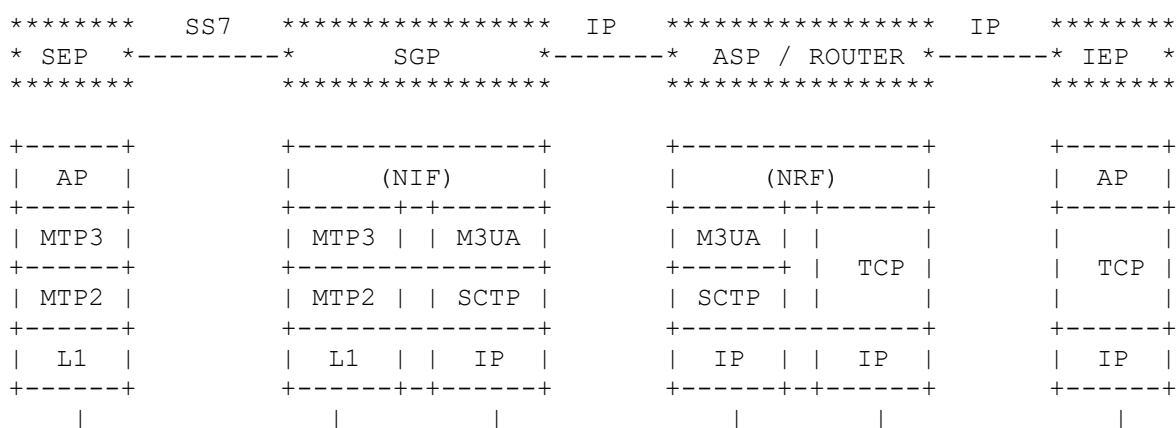 ********   SS7   *****************   IP   *****************   IP   ********
* SEP  *---------*      SGP      *-------*  ASP / ROUTER *-------* IEP  *
********         *****************        *****************        ********
+------+         +---------------+        +---------------+        +------+
|  AP  |         |     (NIF)     |        |     (NRF)     |        |  AP  |
+------+         +------+-+------+        +------+-+------+        +------+
| MTP3 |         | MTP3 | | M3UA |        | M3UA | |      |        |      |
+------+         +---------------+        +------+ |  TCP |        |  TCP |
| MTP2 |         | MTP2 | | SCTP |        | SCTP | |      |        |      |
+------+         +---------------+        +---------------+        +------+
|  L1  |         |  L1  | |  IP  |        |  IP  | |  IP  |        |  IP  |
+------+         +------+-+------+        +------+-+------+        +------+
    |                |         |              |        |               |